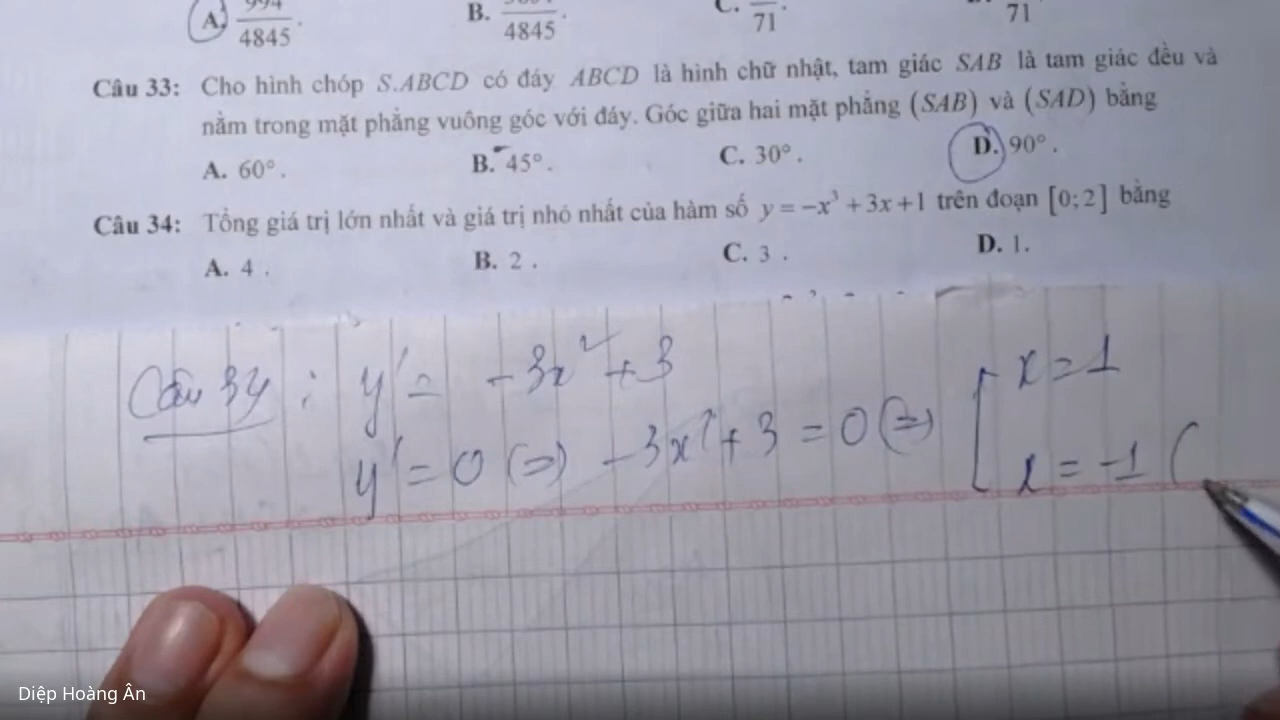 A. 994/4845.
B. /4845.
C. /71.
71
Câu 33: Cho hình chóp S.ABCD có đáy ABCD là hình chữ nhật, tam giác SAB là tam giác đều và
nằm trong mặt phẳng vuông góc với đáy. Góc giữa hai mặt phẳng (SAB) và (SAD) bằng
A. 60°. B. 45°. C. 30°. D. 90°.
Câu 34: Tổng giá trị lớn nhất và giá trị nhỏ nhất của hàm số y = -x³ + 3x + 1 trên đoạn [0; 2] bằng
A. 4 . B. 2 . C. 3 . D. 1.
Câu 34 : y' = -3x² + 3
y' = 0 (=) -3x² + 3 = 0 (=) [ x = 1
x = -1 (
Diệp Hoàng Ân